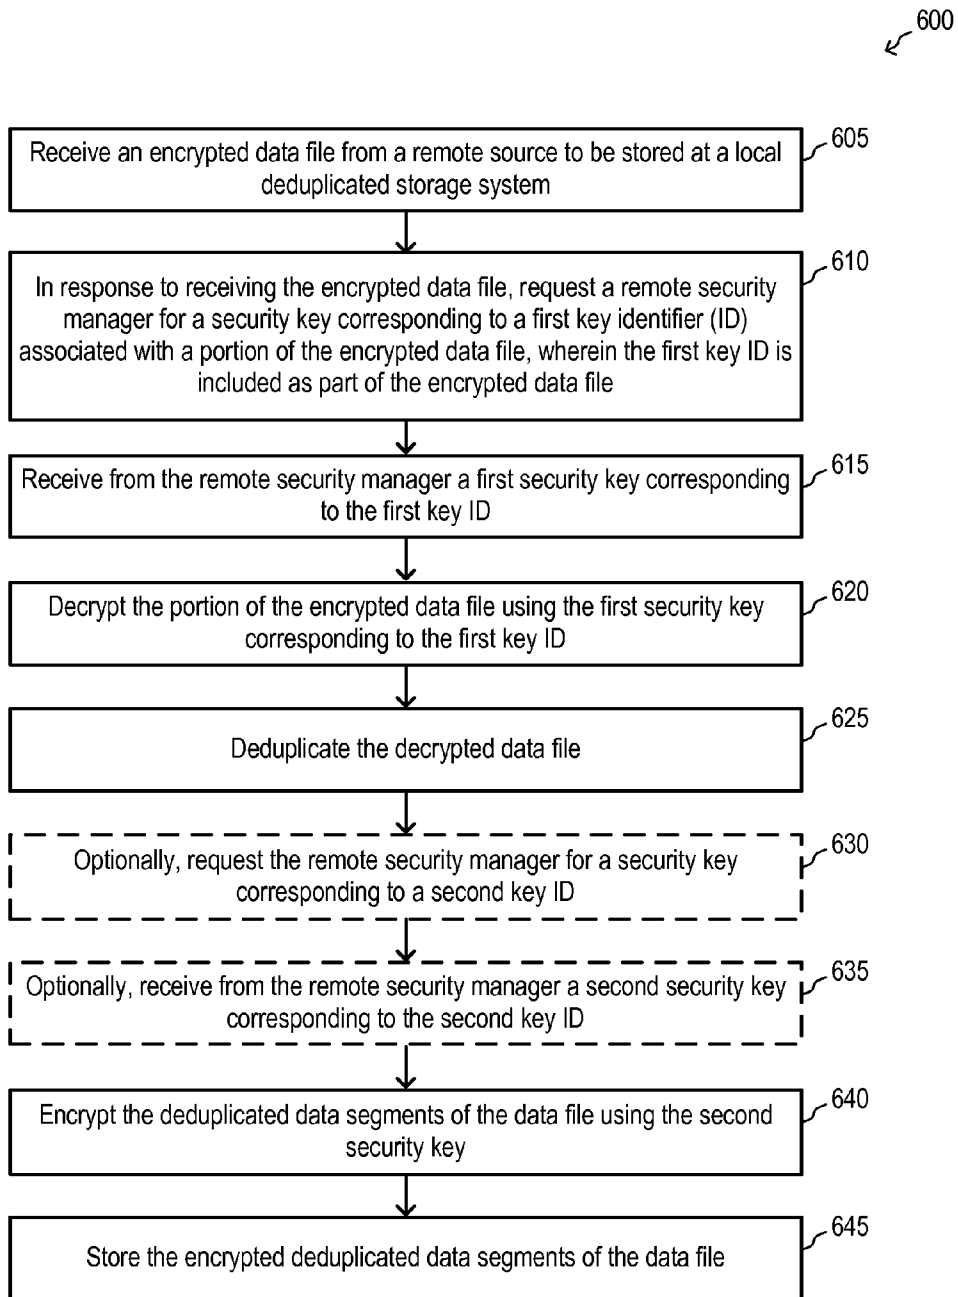 600
605
Receive an encrypted data file from a remote source to be stored at a local
deduplicated storage system
610
In response to receiving the encrypted data file, request a remote security
manager for a security key corresponding to a first key identifier (ID)
associated with a portion of the encrypted data file, wherein the first key ID is
included as part of the encrypted data file
615
Receive from the remote security manager a first security key corresponding
to the first key ID
620
Decrypt the portion of the encrypted data file using the first security key
corresponding to the first key ID
625
Deduplicate the decrypted data file
630
Optionally, request the remote security manager for a security key
corresponding to a second key ID
635
Optionally, receive from the remote security manager a second security key
corresponding to the second key ID
640
Encrypt the deduplicated data segments of the data file using the second
security key
645
Store the encrypted deduplicated data segments of the data file